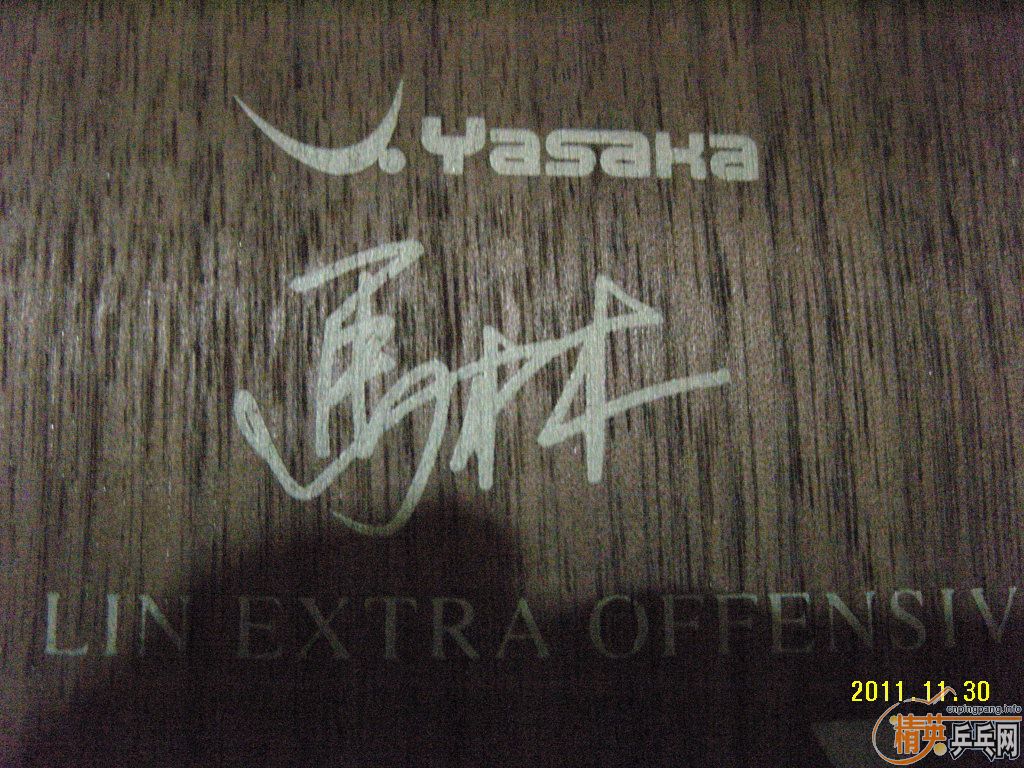 Yasaka
馬林
LIN EXTRA OFFENSIV
2011.11.30
cnpingpang.info
精英乒乓网